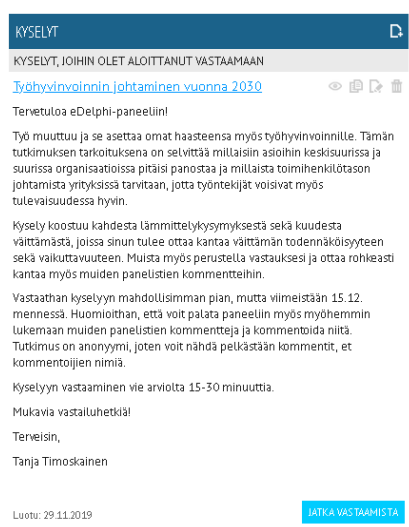 KYSELYT
KYSELYT, JOIHIN OLET ALOITTANUT VASTAAMAAN
Työhyvinvoinnin johtaminen vuonna 2030
Tervetuloa eDelphi-paneeliin!
Työ muuttuu ja se asettaa omat haasteensa myös työhyvinvoinnille. Tämän
tutkimuksen tarkoituksena on selvittää millaisiin asioihin keskisuurissa ja
suurissa organisaatioissa pitäisi panostaa ja millaista toimihenkilötason
johtamista yrityksissä tarvitaan, jotta työntekijät voisivat myös
tulevaisuudessa hyvin.
Kysely koostuu kahdesta lämmittelykysymyksestä sekä kuudesta
väittämästä, joissa sinun tulee ottaa kantaa väittämän todennäköisyyteen
sekä vaikuttavuuteen. Muista myös perustella vastauksesi ja ottaa rohkeasti
kantaa myös muiden panelistien kommentteihin.
Vastaathan kyselyyn mahdollisimman pian, mutta viimeistään 15.12.
mennessä. Huomioithan, että voit palata paneeliin myös myöhemmin
lukemaan muiden panelistien kommentteja ja kommentoida niitä.
Tutkimus on anonyymi, joten voit nähdä pelkästään kommentit, et
kommentoijien nimiä.
Kyselyyn vastaaminen vie arviolta 15-30 minuuttia.
Mukavia vastailuhetkiä!
Terveisin,
Tanja Timoskainen
Luotu: 29.11.2019
JATKA VASTAAMISTA